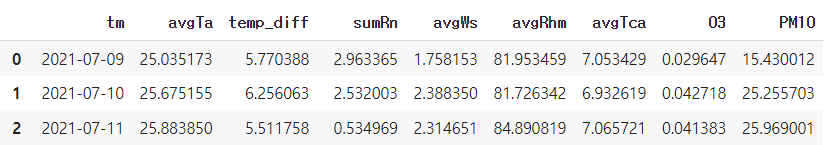 tm avgTa temp_diff sumRn avgWs avgRhm avgTca O3 PM10
0 2021-07-09 25.035173 5.770388 2.963365 1.758153 81.953459 7.053429 0.029647 15.430012
1 2021-07-10 25.675155 6.256063 2.532003 2.388350 81.726342 6.932619 0.042718 25.255703
2 2021-07-11 25.883850 5.511758 0.534969 2.314651 84.890819 7.065721 0.041383 25.969001